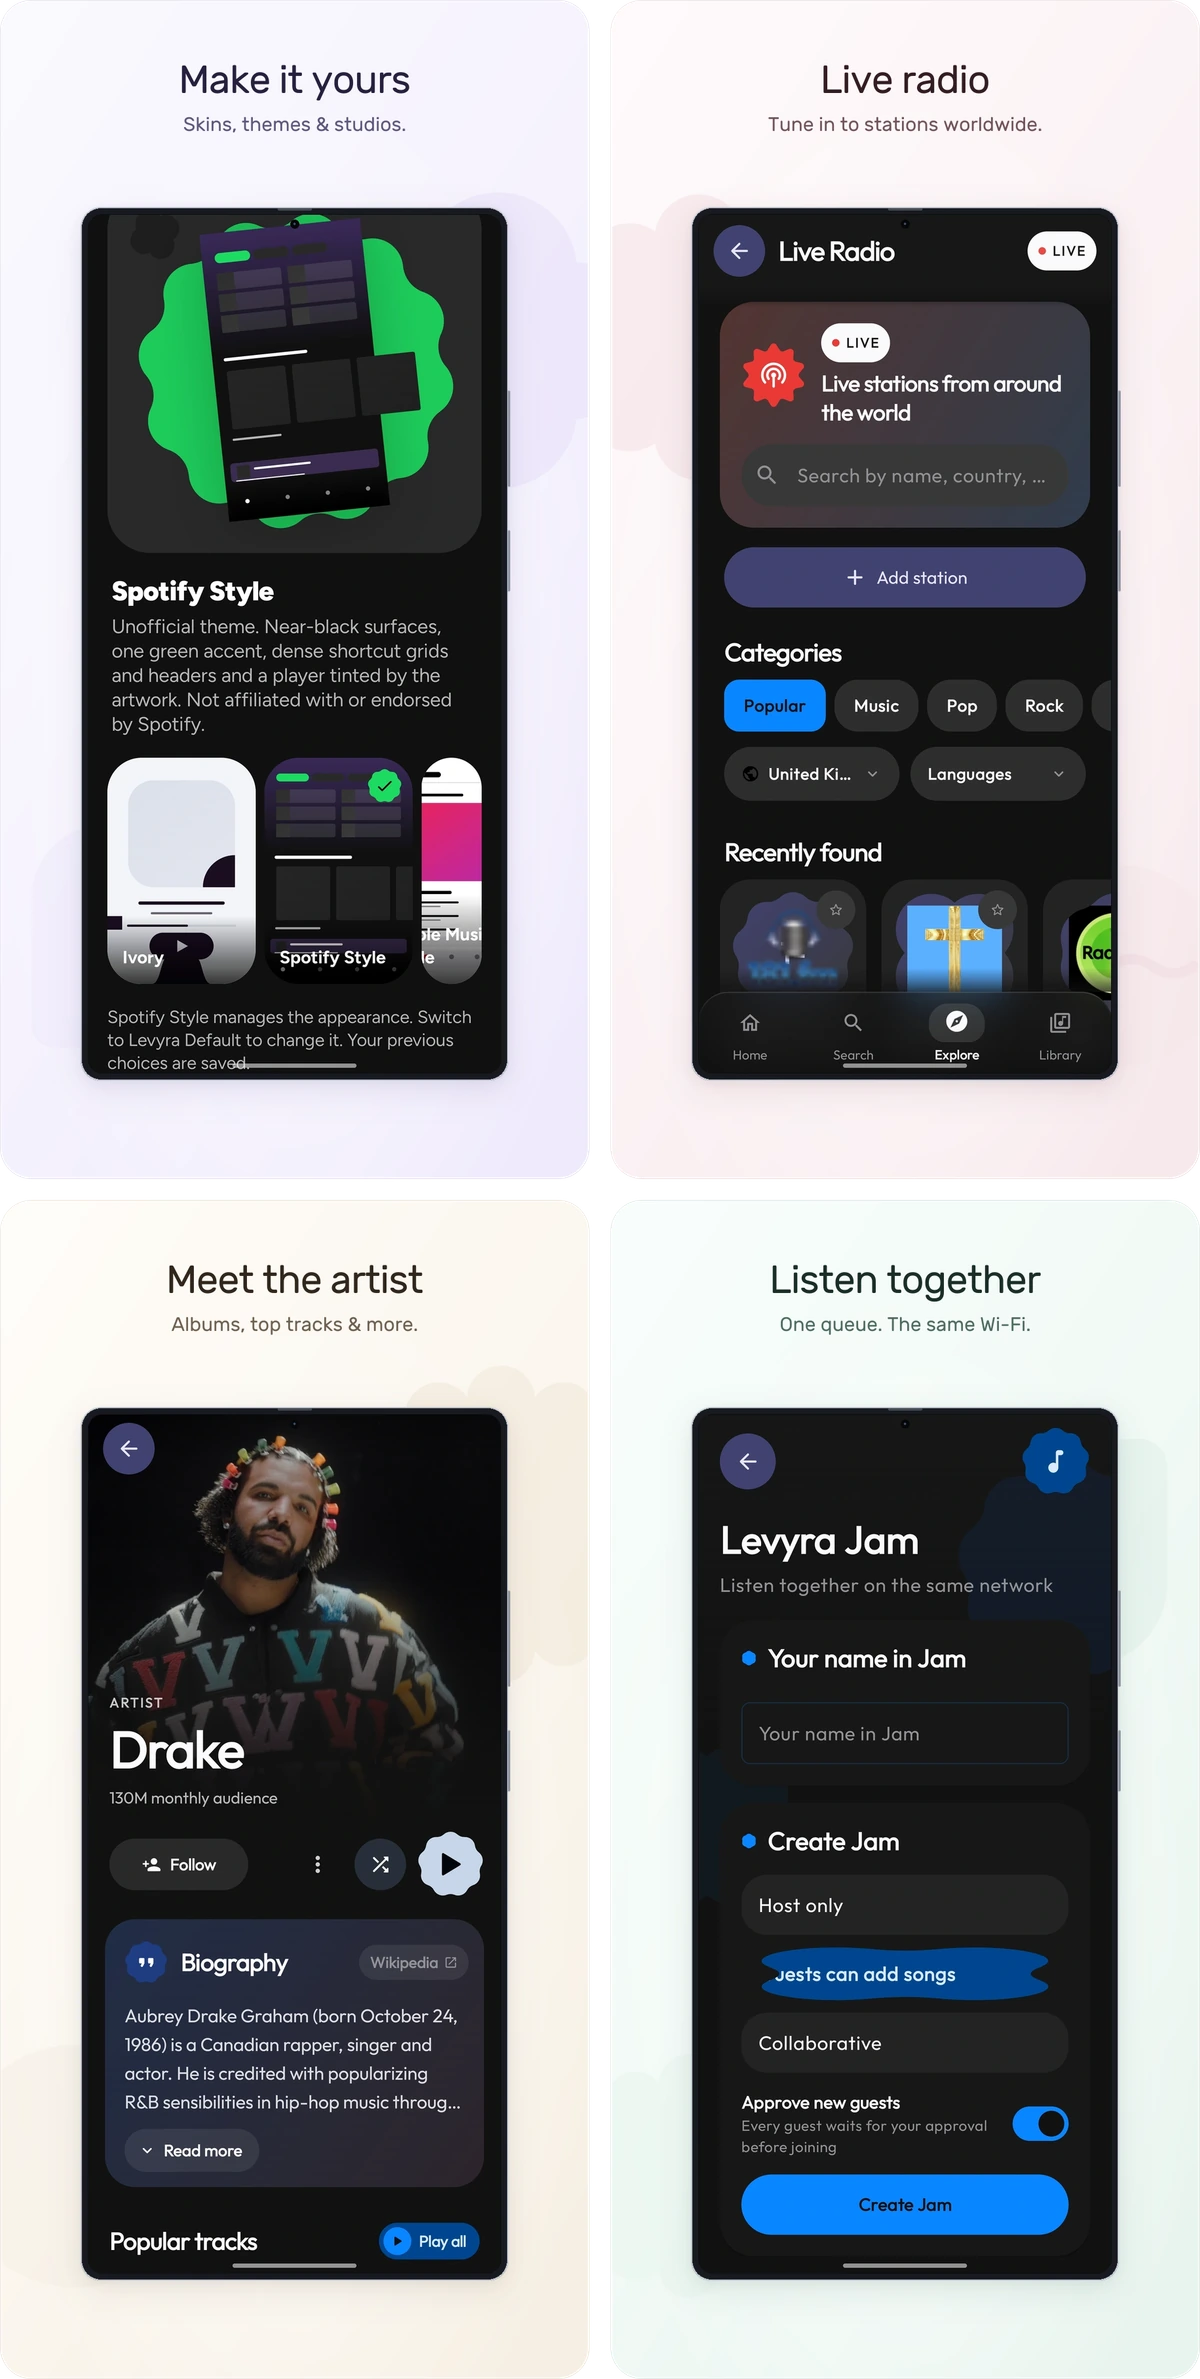 Make it yours
Skins, themes & studios.
Spotify Style
Unofficial theme. Near-black surfaces,
one green accent, dense shortcut grids
and headers and a player tinted by the
artwork. Not affiliated with or endorsed
by Spotify.
Ivory
Spotify Style
ple Musi
le
Spotify Style manages the appearance. Switch
to Levyra Default to change it. Your previous
choices are saved.
Live radio
Tune in to stations worldwide.
Live Radio
LIVE
LIVE
Live stations from around
the world
Search by name, country, ...
Add station
Categories
Popular
Music
Pop
Rock
United Ki...
Languages
Recently found
Rad
Home
Search
Explore
Library
Meet the artist
Albums, top tracks & more.
ARTIST
Drake
130M monthly audience
Follow
Biography
Wikipedia
Aubrey Drake Graham (born October 24,
1986) is a Canadian rapper, singer and
actor. He is credited with popularizing
R&B sensibilities in hip-hop music throug...
Read more
Popular tracks
Play all
Listen together
One queue. The same Wi-Fi.
Levyra Jam
Listen together on the same network
Your name in Jam
Your name in Jam
Create Jam
Host only
uests can add songs
Collaborative
Approve new guests
Every guest waits for your approval
before joining
Create Jam